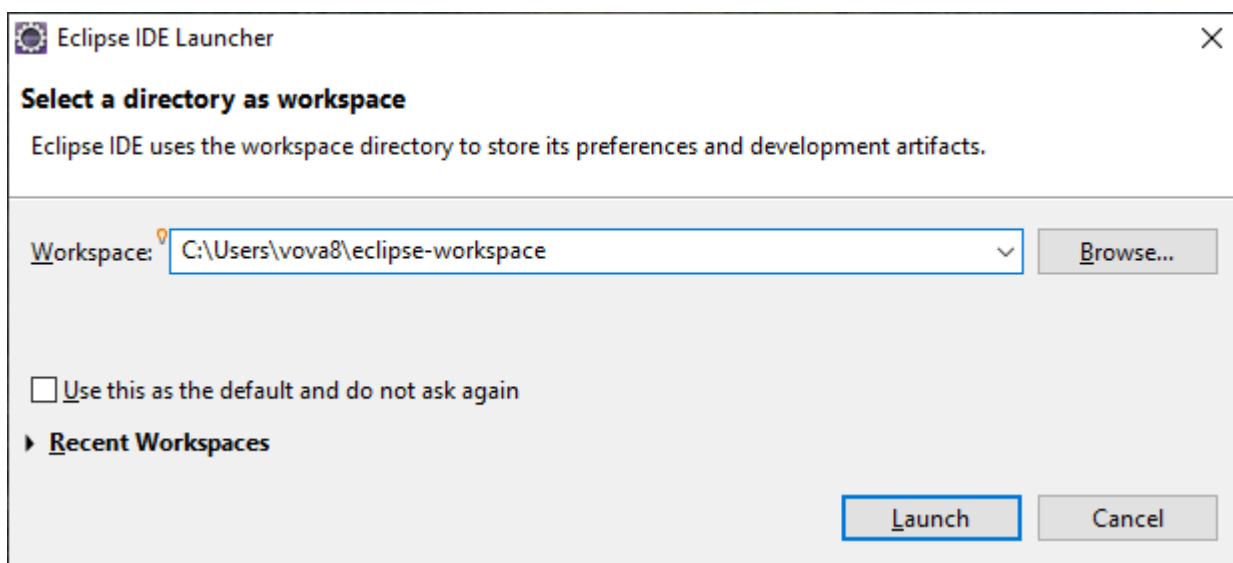 Eclipse IDE Launcher
Select a directory as workspace
Eclipse IDE uses the workspace directory to store its preferences and development artifacts.
Workspace: C:\Users\vova8\eclipse-workspace Browse...
Use this as the default and do not ask again
Recent Workspaces
Launch Cancel